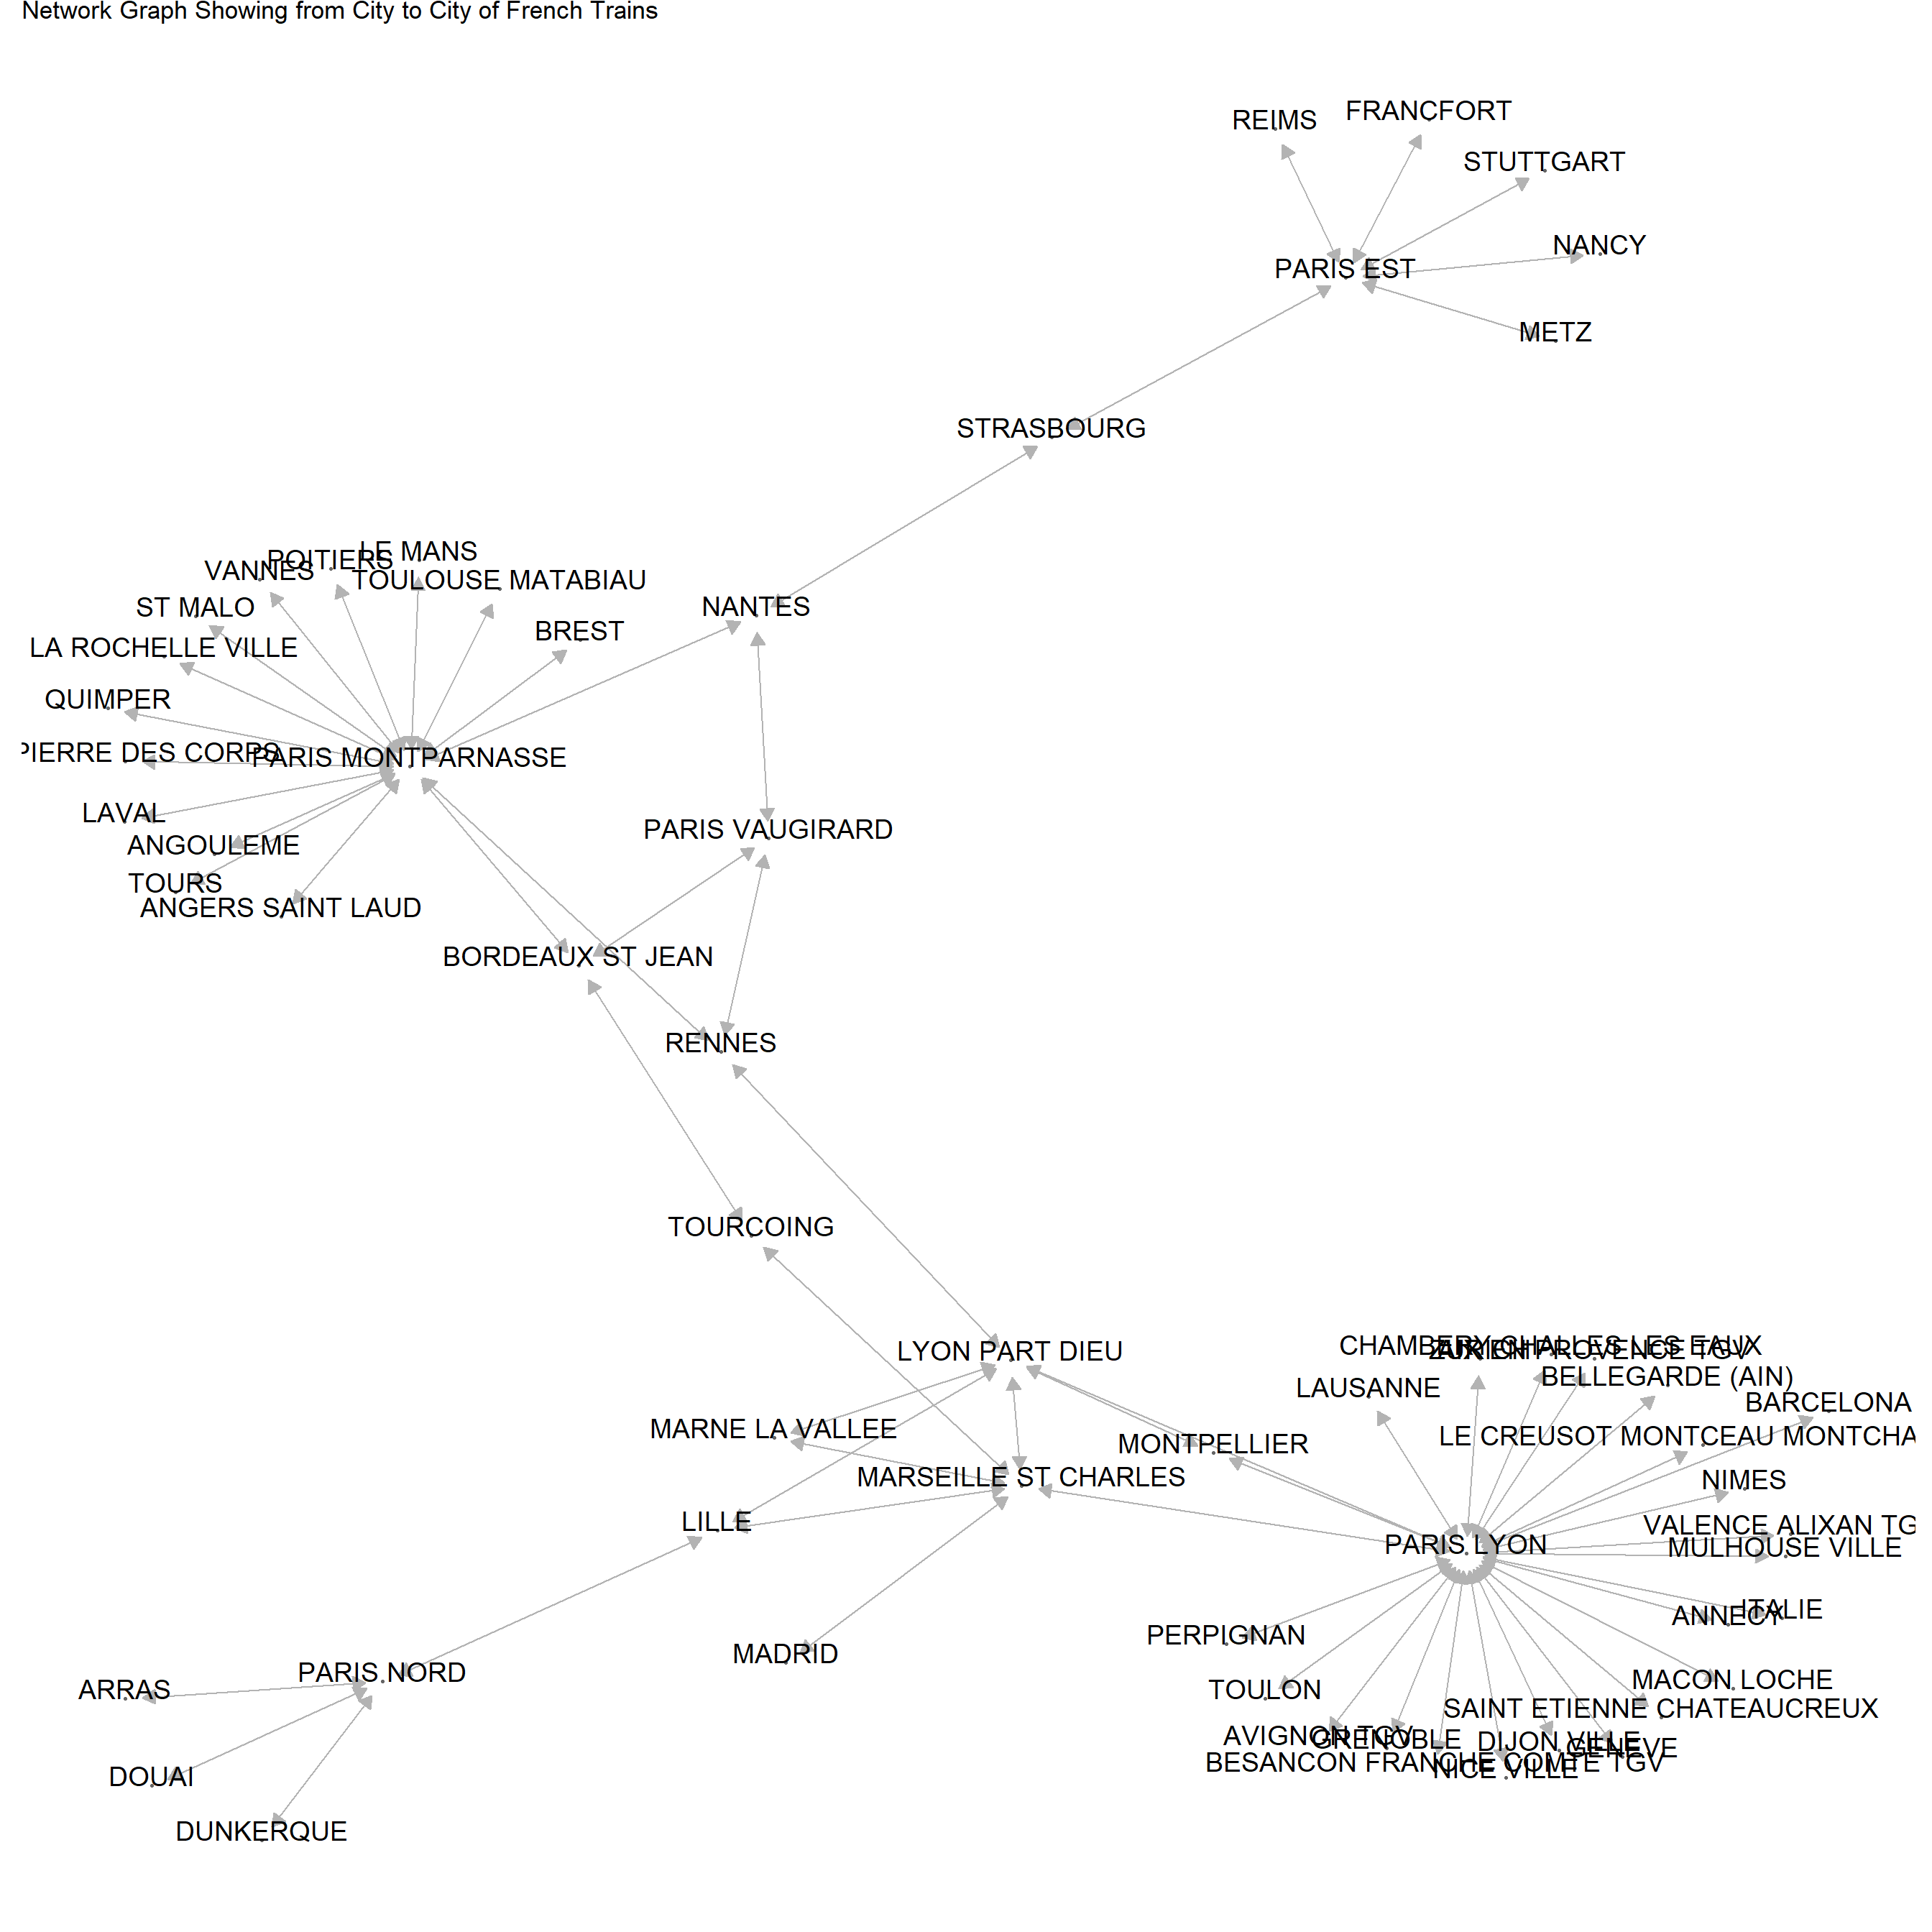 Network Graph Showing from City to City of French Trains
FRANCFORT
REIMS
STUTTGART
NANCY
PARIS EST
METZ
STRASBOURG
LE MANS
POITIERS
VANNES
TOULOUSE MATABIAU
ST MALO
NANTES
BREST
LA ROCHELLE VILLE
QUIMPER
PIERRE DES CORPS
PARIS MONTPARNASSE
LAVAL
PARIS VAUGIRARD
ANGOULEME
TOURS
ANGERS SAINT LAUD
BORDEAUX ST JEAN
RENNES
TOURCOING
CHAMBERY CHALLES LES EAUX
ZURICH
AIX EN PROVENCE TGV
LYON PART DIEU
BELLEGARDE (AIN)
LAUSANNE
BARCELONA
MARNE LA VALLEE
LE CREUSOT MONTCEAU MONTCHA
MONTPELLIER
MARSEILLE ST CHARLES
NIMES
LILLE
VALENCE ALIXAN TG
PARIS LYON
MULHOUSE VILLE
ITALIE
ANNECY
PERPIGNAN
MADRID
PARIS NORD
MACON LOCHE
ARRAS
TOULON
SAINT ETIENNE CHATEAUCREUX
AVIGNON TGV
GRENOBLE
DIJON VILLE
GENEVE
BESANCON FRANCHE COMTE TGV
NICE VILLE
DOUAI
DUNKERQUE